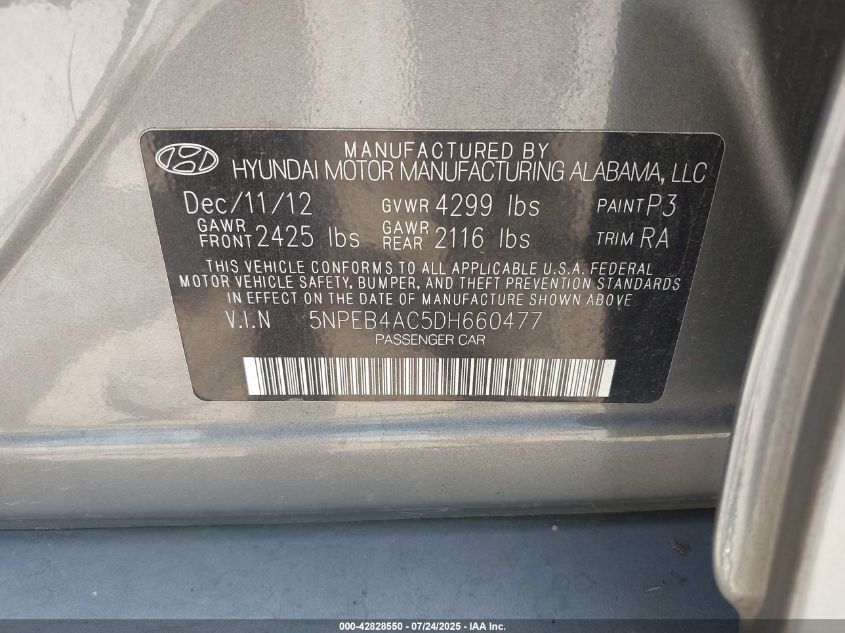 MANUFACTURED BY
HYUNDAI MOTOR MANUFACTURING ALABAMA, LLC
Dec/11/12 GVWR 4299 lbs PAINT P3
GAWR FRONT 2425 lbs GAWR REAR 2116 lbs TRIM RA
THIS VEHICLE CONFORMS TO ALL APPLICABLE U.S.A. FEDERAL
MOTOR VEHICLE SAFETY, BUMPER, AND THEFT PREVENTION STANDARDS
IN EFFECT ON THE DATE OF MANUFACTURE SHOWN ABOVE
V.I.N 5NPEB4AC5DH660477
PASSENGER CAR
000-42828550 - 07/24/2025 - IAA Inc.